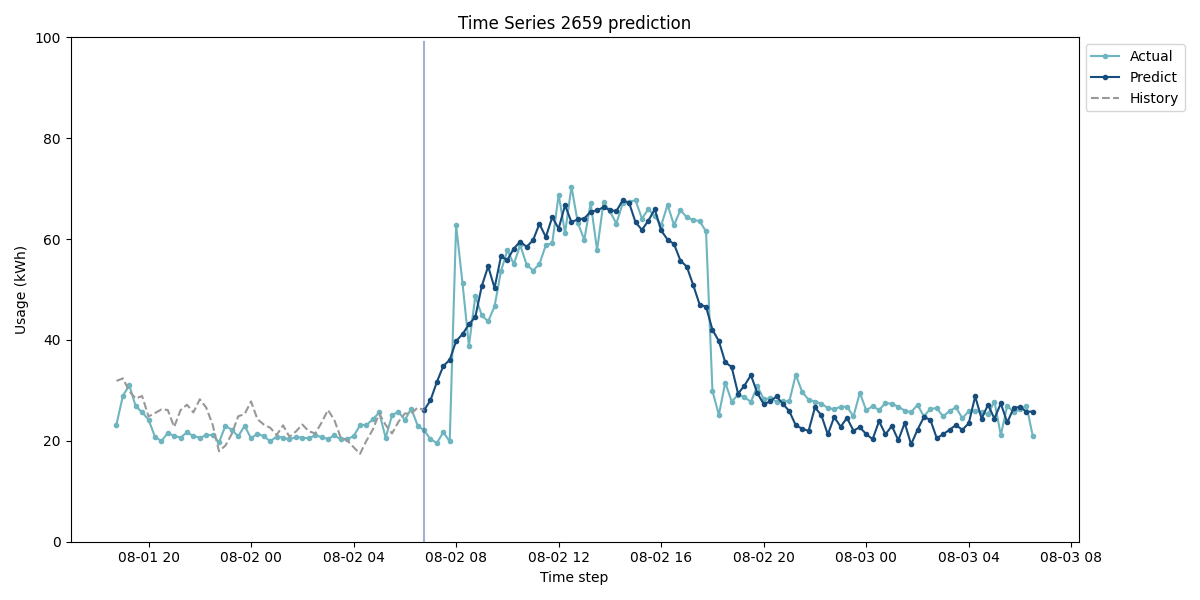 Time Series 2659 prediction
100
80
60
40
20
0
Usage (kWh)
08-01 20
08-02 00
08-02 04
08-02 08
08-02 12
08-02 16
08-02 20
08-03 00
08-03 04
08-03 08
Time step
Actual
Predict
History